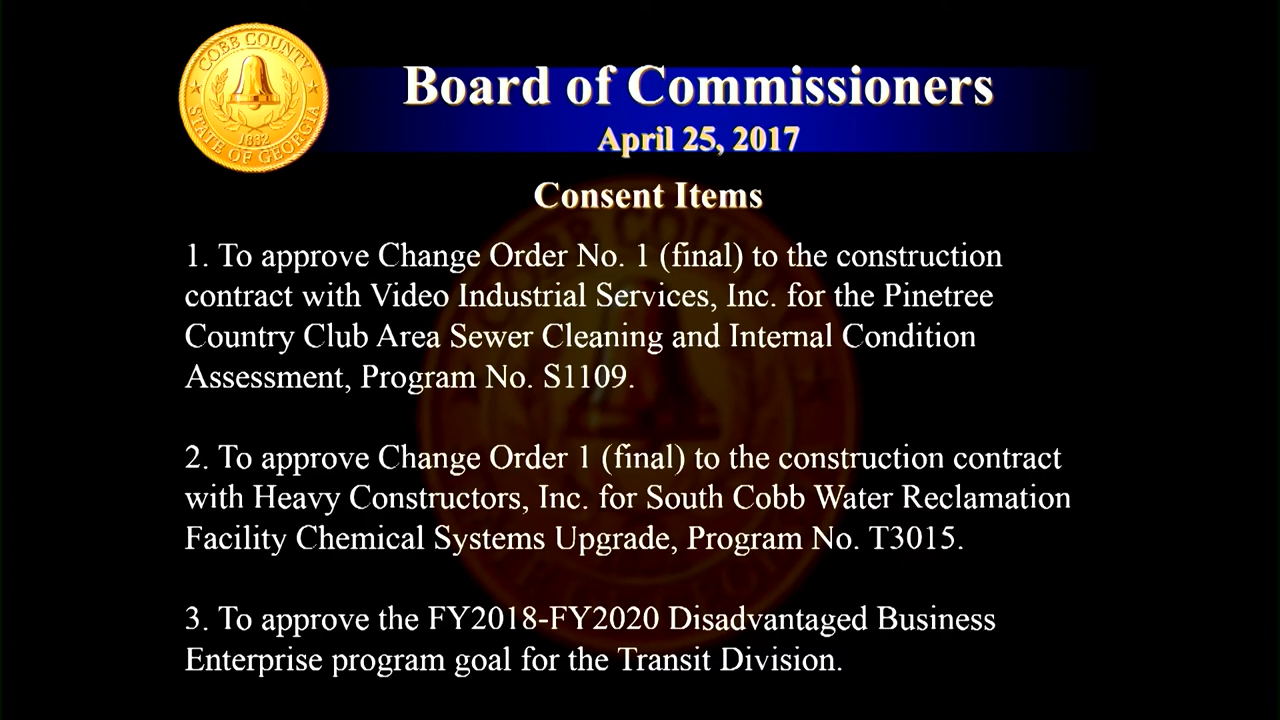 COBB COUNTY
STATE OF GEORGIA
1832
Board of Commissioners
April 25, 2017
Consent Items
1. To approve Change Order No. 1 (final) to the construction
contract with Video Industrial Services, Inc. for the Pinetree
Country Club Area Sewer Cleaning and Internal Condition
Assessment, Program No. S1109.
2. To approve Change Order 1 (final) to the construction contract
with Heavy Constructors, Inc. for South Cobb Water Reclamation
Facility Chemical Systems Upgrade, Program No. T3015.
3. To approve the FY2018-FY2020 Disadvantaged Business
Enterprise program goal for the Transit Division.